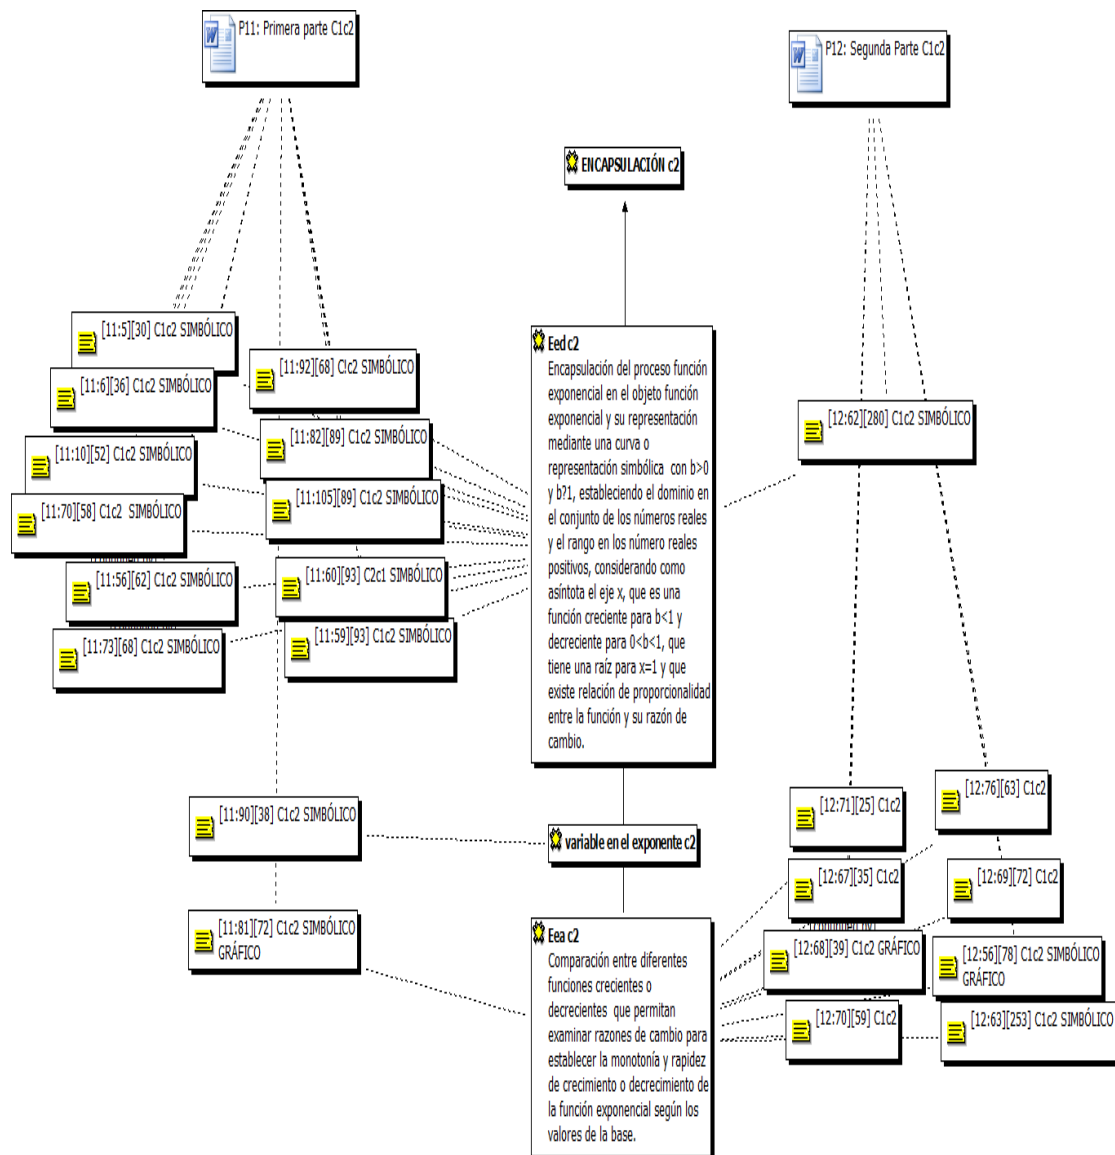 P11: Primera parte C1c2
P12: Segunda Parte C1c2
ENCAPSULACIÓN c2
[11:5][30] C1c2 SIMBÓLICO
[11:92][68] C!c2 SIMBÓLICO
[11:6][36] C1c2 SIMBÓLICO
[11:82][89] C1c2 SIMBÓLICO
[11:10][52] C1c2 SIMBÓLICO
[11:105][89] C1c2 SIMBÓLICO
[11:70][58] C1c2 SIMBÓLICO
[11:56][62] C1c2 SIMBÓLICO
[11:60][93] C2c1 SIMBÓLICO
[11:73][68] C1c2 SIMBÓLICO
[11:59][93] C1c2 SIMBÓLICO
Eed c2
Encapsulación del proceso función
exponencial en el objeto función
exponencial y su representación
mediante una curva o
representación simbólica con b>0
y b?1, estableciendo el dominio en
el conjunto de los números reales
y el rango en los número reales
positivos, considerando como
asíntota el eje x, que es una
función creciente para b<1 y
decreciente para 0<b<1, que
tiene una raíz para x=1 y que
existe relación de proporcionalidad
entre la función y su razón de
cambio.
[12:62][280] C1c2 SIMBÓLICO
[11:90][38] C1c2 SIMBÓLICO
variable en el exponente c2
[11:81][72] C1c2 SIMBÓLICO
GRÁFICO
Eea c2
Comparación entre diferentes
funciones crecientes o
decrecientes que permitan
examinar razones de cambio para
establecer la monotonía y rapidez
de crecimiento o decrecimiento de
la función exponencial según los
valores de la base.
[12:71][25] C1c2
[12:76][63] C1c2
[12:67][35] C1c2
[12:69][72] C1c2
[12:68][39] C1c2 GRÁFICO
[12:56][78] C1c2 SIMBÓLICO
GRÁFICO
[12:70][59] C1c2
[12:63][253] C1c2 SIMBÓLICO